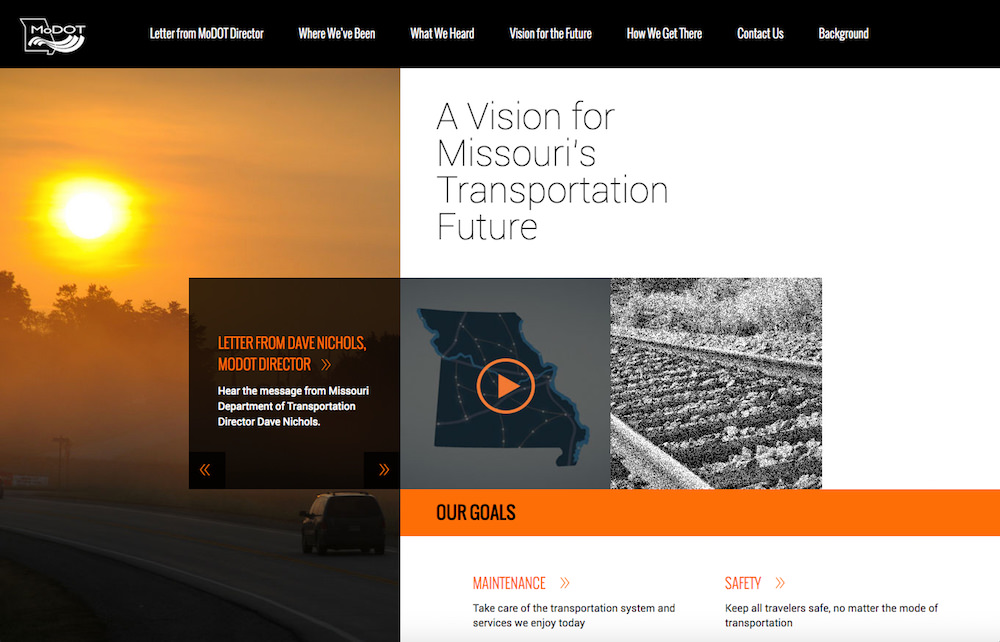 MoDOT
Letter from MoDOT Director
Where We've Been
What We Heard
Vision for the Future
How We Get There
Contact Us
Background
A Vision for
Missouri's
Transportation
Future
LETTER FROM DAVE NICHOLS,
MODOT DIRECTOR »
Hear the message from Missouri
Department of Transportation
Director Dave Nichols.
« »
OUR GOALS
MAINTENANCE »
Take care of the transportation system and
services we enjoy today
SAFETY »
Keep all travelers safe, no matter the mode of
transportation